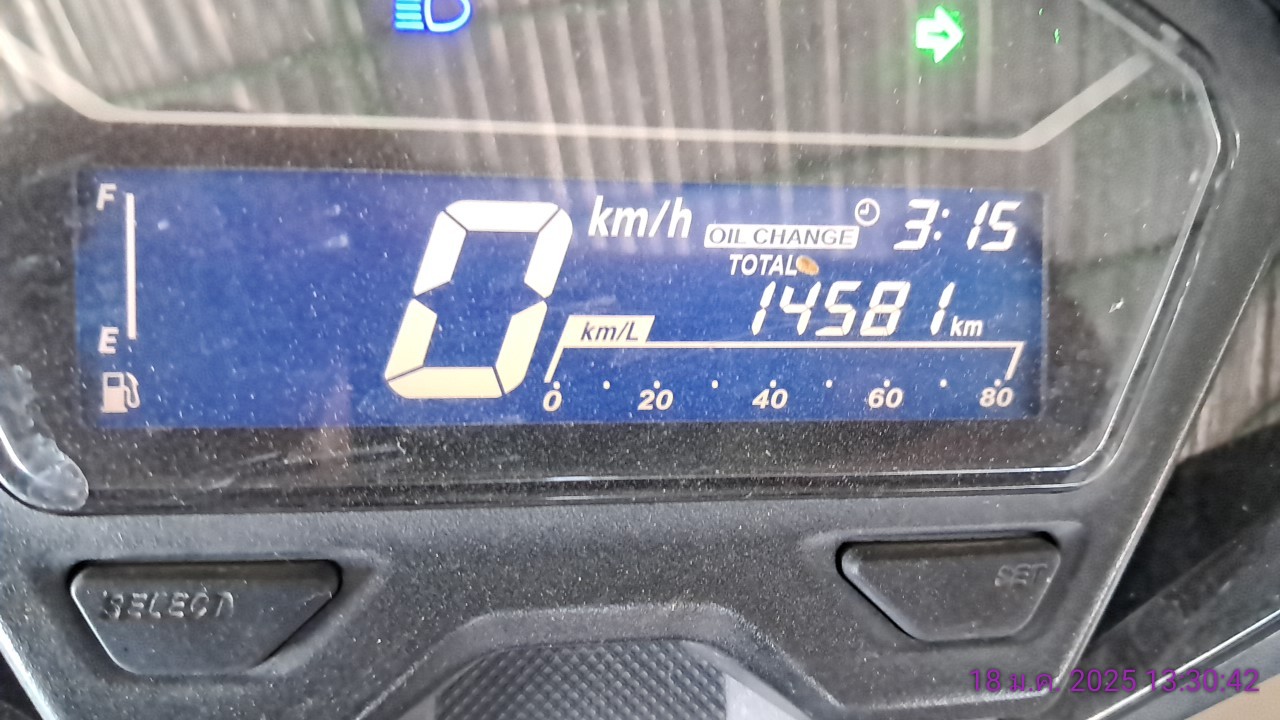 F
km/h
OIL CHANGE
3:15
TOTAL
14581 km
E
km/L
0 20 40 60 80
SELECT
SET
18 ม.ค. 2025 13:30:42